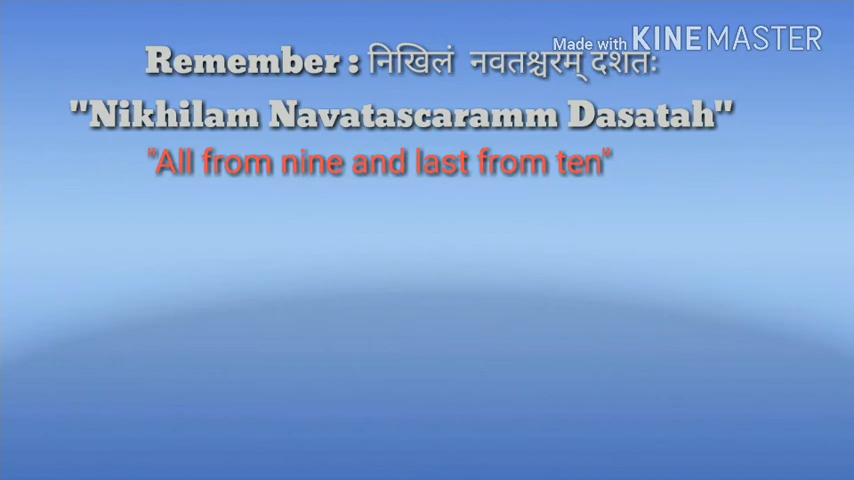 Made with KINEMASTER
Remember : निखिलं नवतश्चरम् दशतः
"Nikhilam Navatascaramm Dasatah"
"All from nine and last from ten"